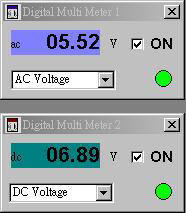 Digital Multi Meter 1
ac 05.52 V ON
AC Voltage
Digital Multi Meter 2
dc 06.89 V ON
DC Voltage